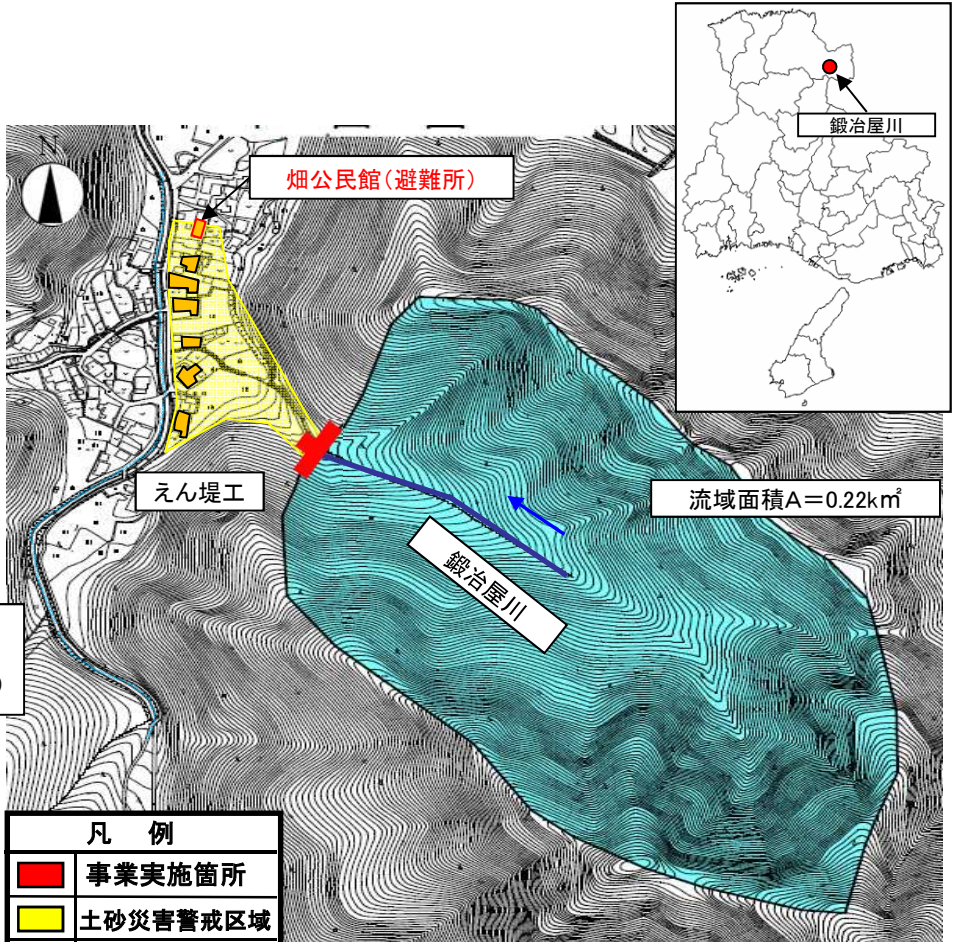 鍛冶屋川
N
畑公民館(避難所)
えん堤工
流域面積A=0.22km²
鍛冶屋川
凡 例
事業実施箇所
土砂災害警戒区域